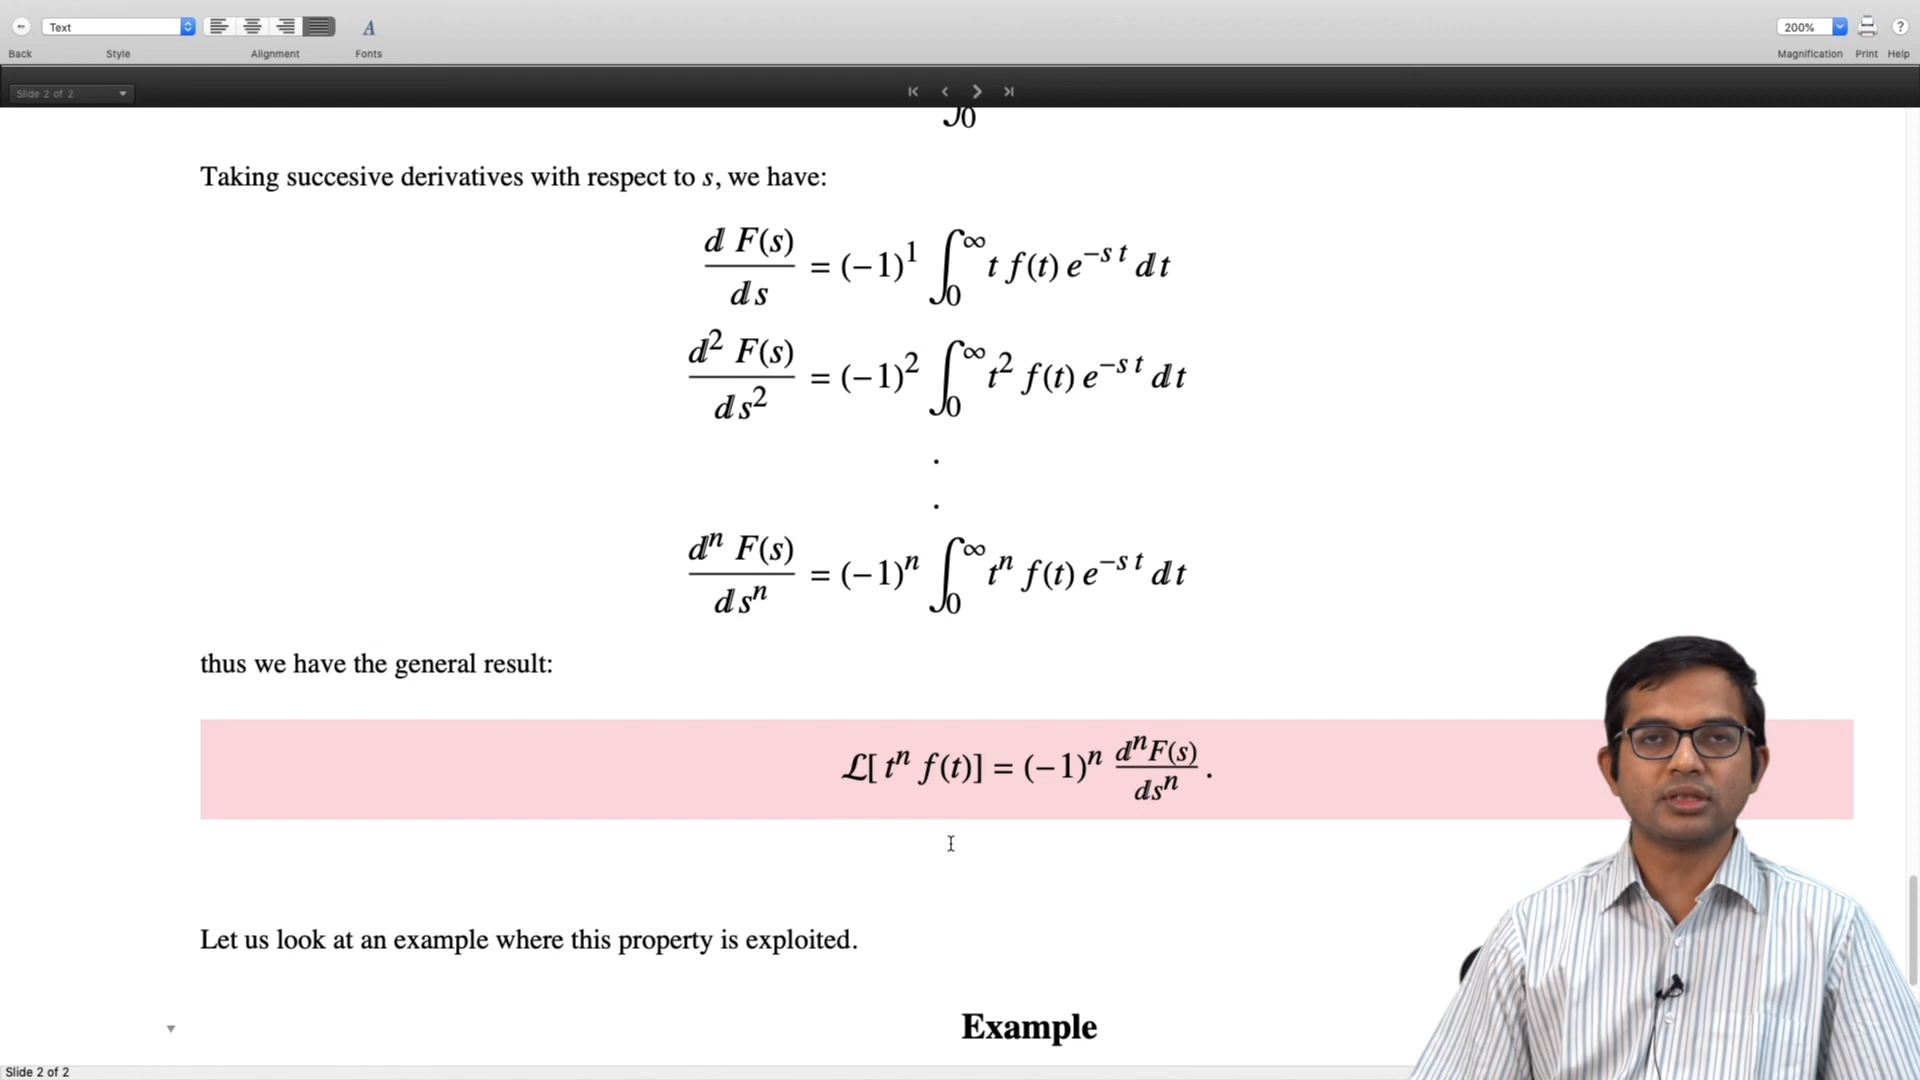 200%
Text
Back Style Alignment Fonts Magnification Print Help
Slide 2 of 2
∫0
Taking succesive derivatives with respect to s, we have:
d F(s) / d s = (−1)^1 ∫_0^∞ t f(t) e^{−s t} d t
d^2 F(s) / d s^2 = (−1)^2 ∫_0^∞ t^2 f(t) e^{−s t} d t
.
.
d^n F(s) / d s^n = (−1)^n ∫_0^∞ t^n f(t) e^{−s t} d t
thus we have the general result:
ℒ[ t^n f(t)] = (−1)^n d^n F(s) / ds^n .
Let us look at an example where this property is exploited.
Example
Slide 2 of 2